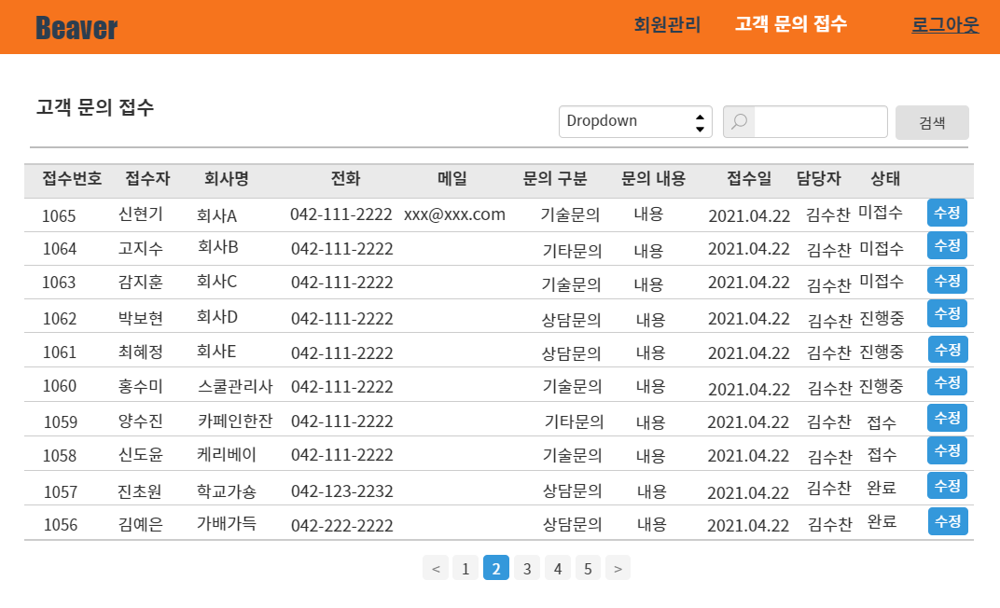 Beaver 회원관리 고객 문의 접수 로그아웃
고객 문의 접수
Dropdown 검색
접수번호 접수자 회사명 전화 메일 문의 구분 문의 내용 접수일 담당자 상태
1065 신현기 회사A 042-111-2222 xxx@xxx.com 기술문의 내용 2021.04.22 김수찬 미접수 수정
1064 고지수 회사B 042-111-2222 기타문의 내용 2021.04.22 김수찬 미접수 수정
1063 감지훈 회사C 042-111-2222 기술문의 내용 2021.04.22 김수찬 미접수 수정
1062 박보현 회사D 042-111-2222 상담문의 내용 2021.04.22 김수찬 진행중 수정
1061 최혜정 회사E 042-111-2222 상담문의 내용 2021.04.22 김수찬 진행중 수정
1060 홍수미 스쿨관리사 042-111-2222 기술문의 내용 2021.04.22 김수찬 진행중 수정
1059 양수진 카페인한잔 042-111-2222 기타문의 내용 2021.04.22 김수찬 접수 수정
1058 신도윤 케리베이 042-111-2222 기술문의 내용 2021.04.22 김수찬 접수 수정
1057 진초원 학교가숑 042-123-2232 상담문의 내용 2021.04.22 김수찬 완료 수정
1056 김예은 가배가득 042-222-2222 상담문의 내용 2021.04.22 김수찬 완료 수정
< 1 2 3 4 5 >